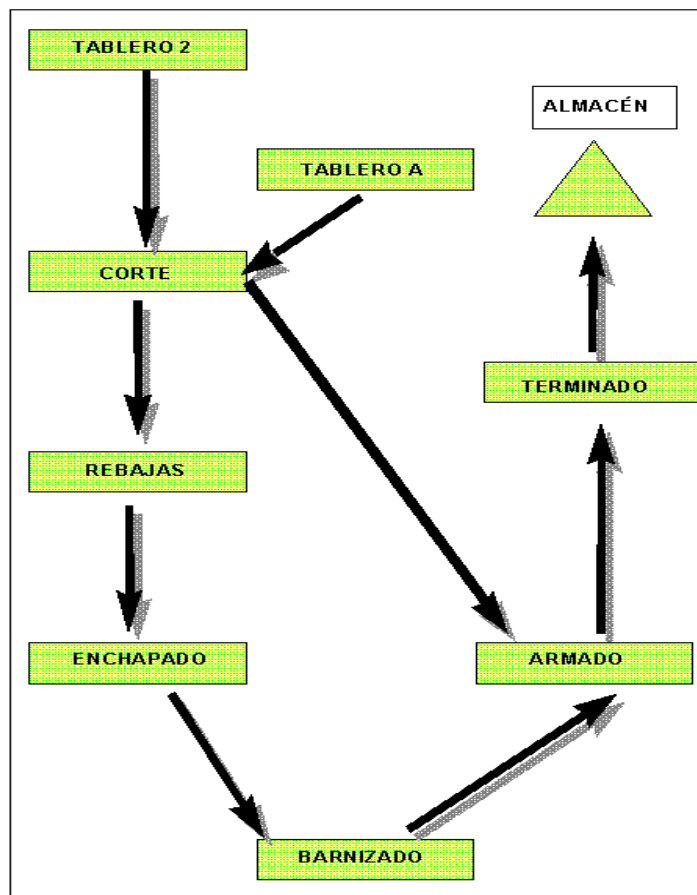 TABLERO 2
ALMACÉN
TABLERO A
CORTE
TERMINADO
REBAJAS
ENCHAPADO
ARMADO
BARNIZADO